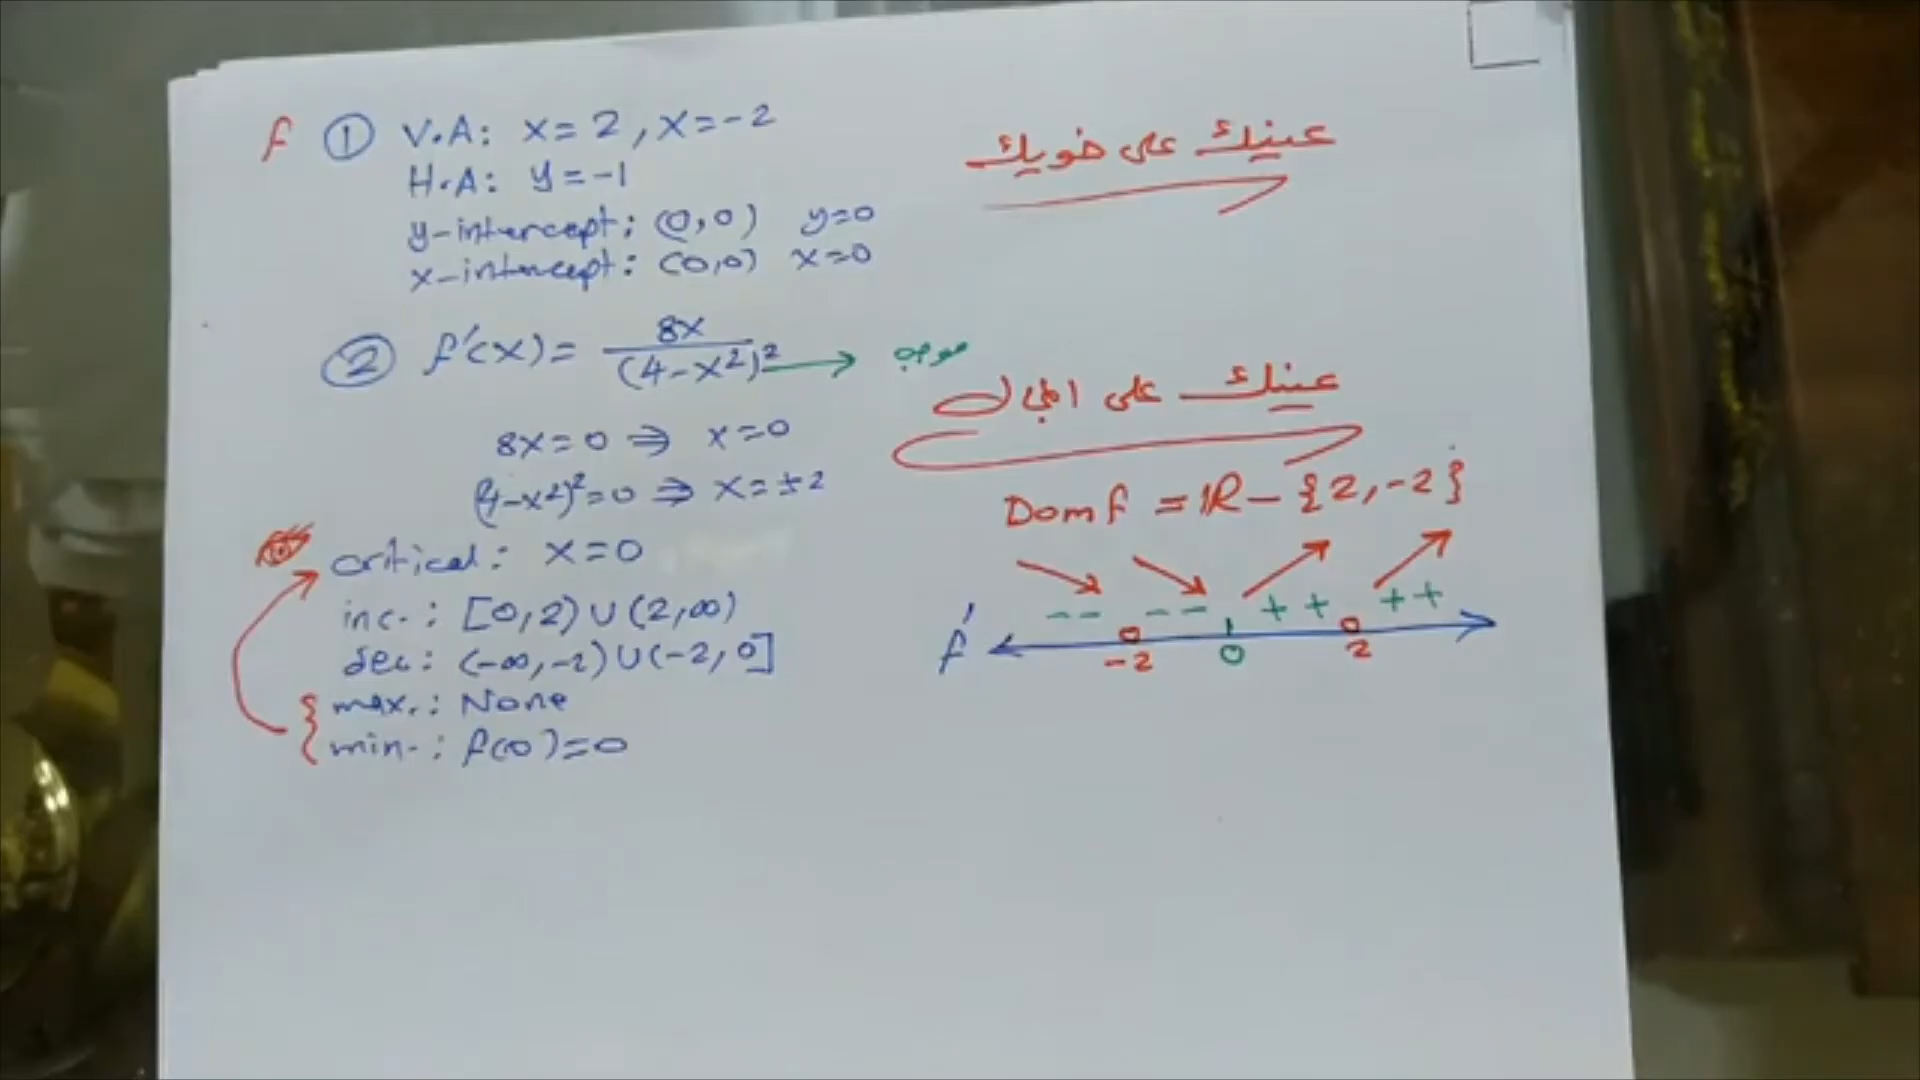 f ① V.A: x=2, x=-2
H.A: y=-1
y-intercept: (0,0) y=0
x-intercept: (0,0) x=0
عينك على خويك
② f'(x) = 8x / (4-x²)² → موجب
عينك على المجال
8x=0 ⇒ x=0
(4-x²)²=0 ⇒ x=±2
Dom f = ℝ - {2,-2}
critical: x=0
inc.: [0,2) ∪ (2,∞)
dec: (-∞,-2) ∪ (-2,0]
max.: None
min.: f(0)=0
-- -- ++ ++
f'
-2 0 2